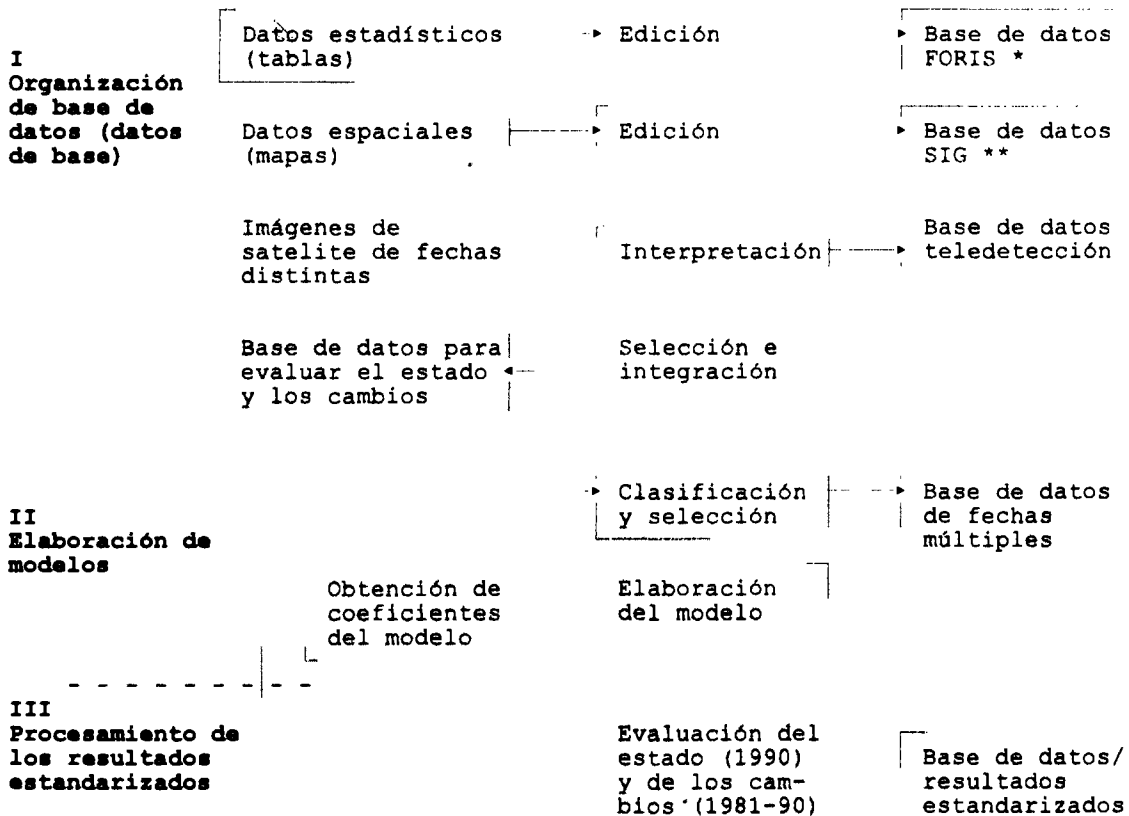 I
Organización
de base de
datos (datos
de base)
Datos estadísticos
(tablas)
Edición
Base de datos
FORIS *
Datos espaciales
(mapas)
Edición
Base de datos
SIG **
Imágenes de
satelite de fechas
distintas
Interpretación
Base de datos
teledetección
Base de datos para
evaluar el estado
y los cambios
Selección e
integración
II
Elaboración de
modelos
Clasificación
y selección
Base de datos
de fechas
múltiples
Obtención de
coeficientes
del modelo
Elaboración
del modelo
III
Procesamiento de
los resultados
estandarizados
Evaluación del
estado (1990)
y de los cam-
bios (1981-90)
Base de datos/
resultados
estandarizados